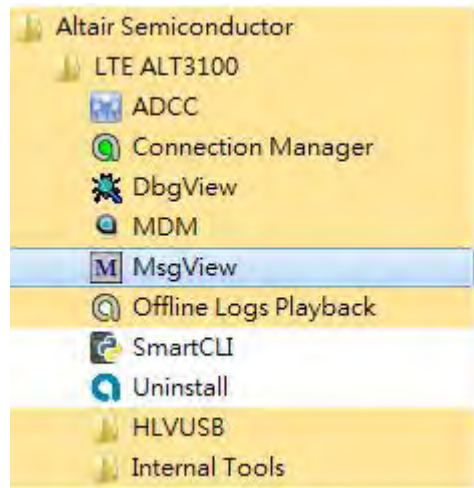 Altair Semiconductor
LTE ALT3100
ADCC
Connection Manager
DbgView
MDM
M MsgView
Offline Logs Playback
SmartCLI
Uninstall
HLVUSB
Internal Tools